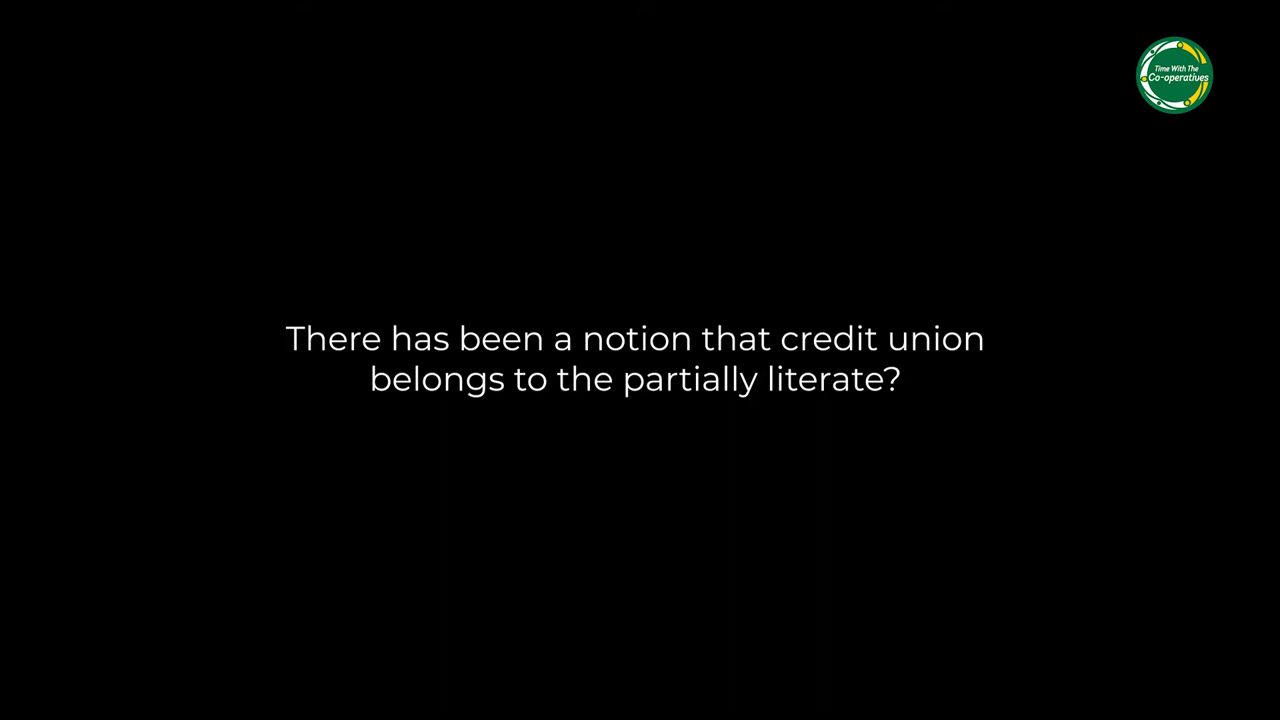 Time With The
Co-operatives
There has been a notion that credit union
belongs to the partially literate?